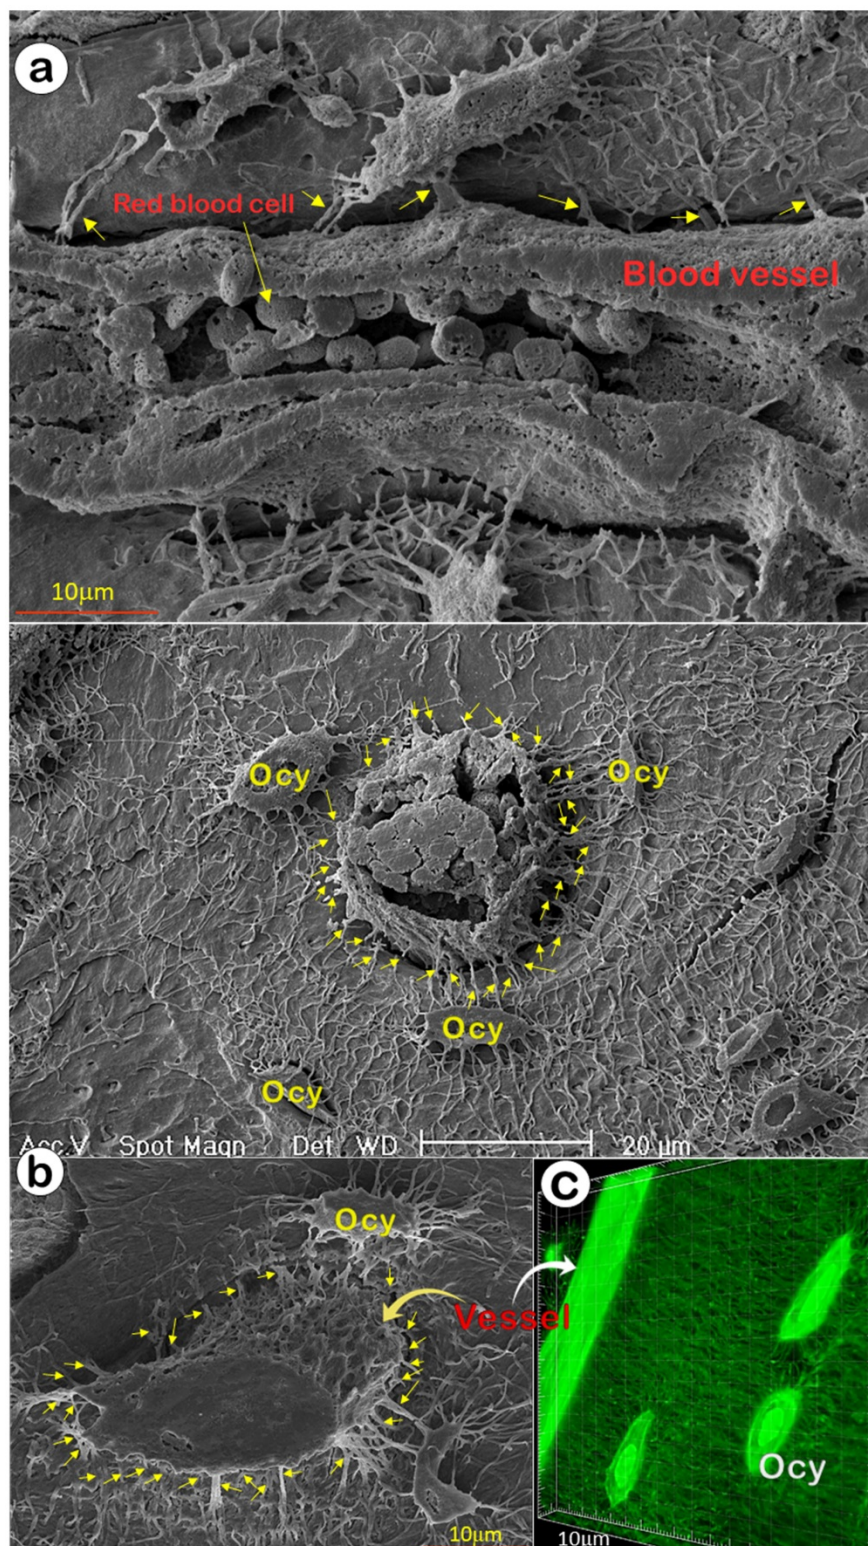 a
Red blood cell
Blood vessel
10μm
Ocy
Ocy
Ocy
Ocy
Acc.V Spot Magn Det WD 20 μm
b
c
Ocy
Vessel
Ocy
10μm
10μm